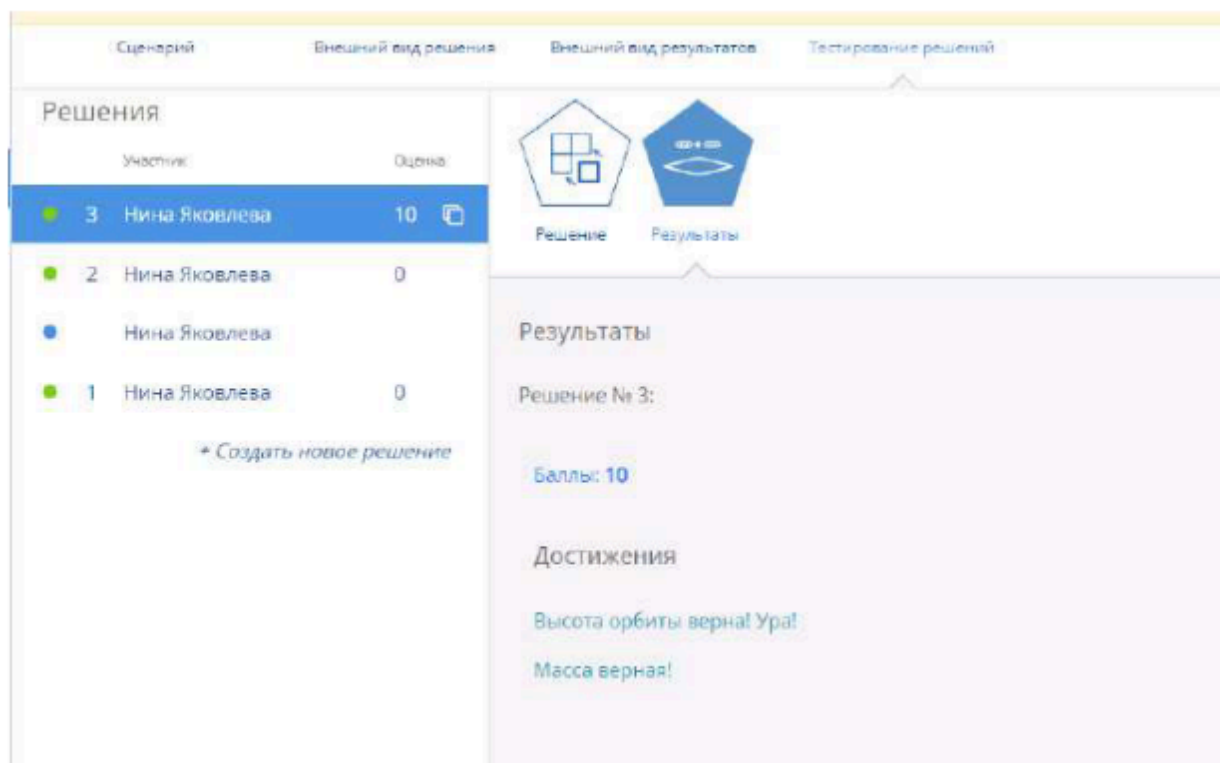 Сценарий Внешний вид решения Внешний вид результатов Тестирование решений
Решения
Участник Оценка
3 Нина Яковлева 10
2 Нина Яковлева 0
Нина Яковлева
1 Нина Яковлева 0
+ Создать новое решение
Решение Результаты
Результаты
Решение № 3:
Баллы: 10
Достижения
Высота орбиты верна! Ура!
Масса верная!